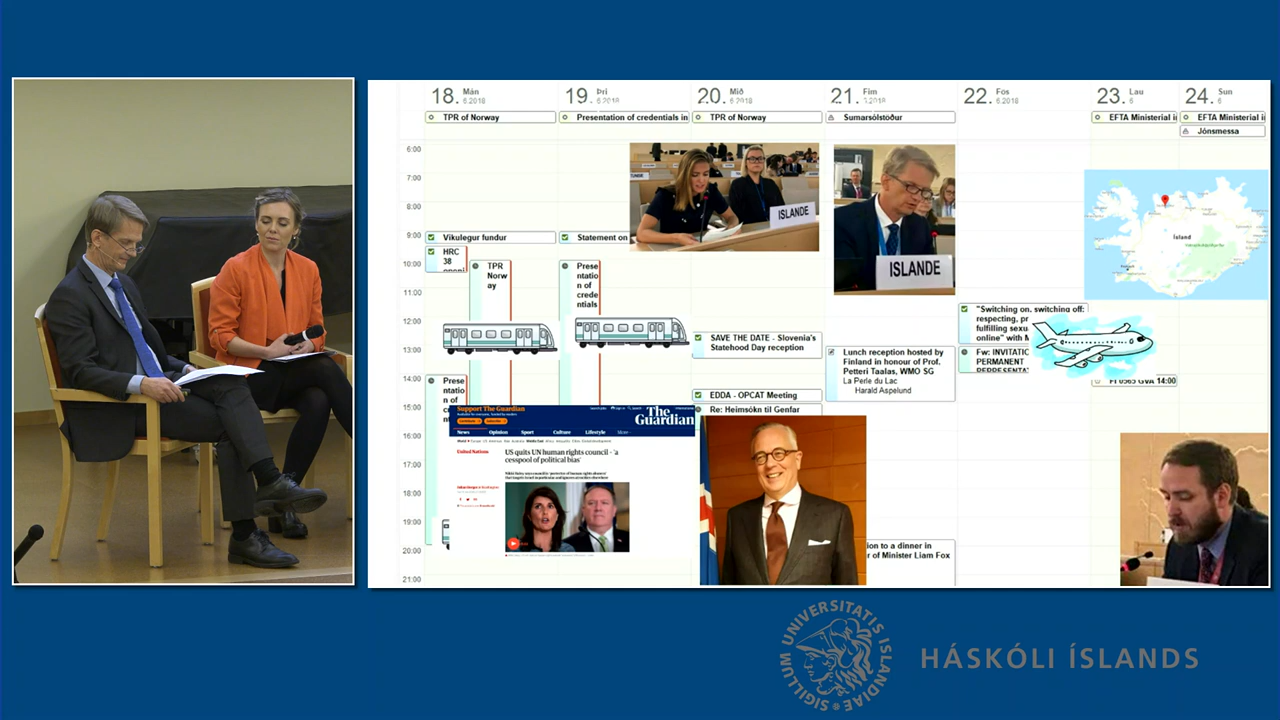 18. Mán
6.2018
19. Þri
6.2018
20. Mið
6.2018
21. Fim
22. Fös
6.2018
23. Lau
6
24. Sun
6
TPR of Norway
Presentation of credentials in
TPR of Norway
Sumarsólstöður
EFTA Ministerial i
EFTA Ministerial i
Jónsmessa
6:00
7:00
8:00
9:00
10:00
11:00
12:00
13:00
14:00
15:00
16:00
17:00
18:00
19:00
20:00
21:00
Vikulegur fundur
HRC
38
TPR
Norw
ay
Prese
ntatio
n of
Statement on
Prese
ntatio
n of
crede
ntials
ISLANDE
SAVE THE DATE - Slovenia's
Statehood Day reception
EDDA - OPCAT Meeting
Re: Heimsókn til Genfar
ISLANDE
Lunch reception hosted by
Finland in honour of Prof.
Petteri Taalas, WMO SG
La Perle du Lac
Harald Aspelund
ion to a dinner in
r of Minister Liam Fox
"Switching on, switching off:
respecting, pr
fulfilling sexu
online" with M
Fw: INVITATIC
PERMANENT
14:00
Ísland
Support The Guardian
The
Guardian
News Opinion Sport Culture Lifestyle More
United Nations
US quits UN human rights council - 'a
cesspool of political bias'
SIGILLUM UNIVERSITATIS ISLANDIAE
HÁSKÓLI ÍSLANDS